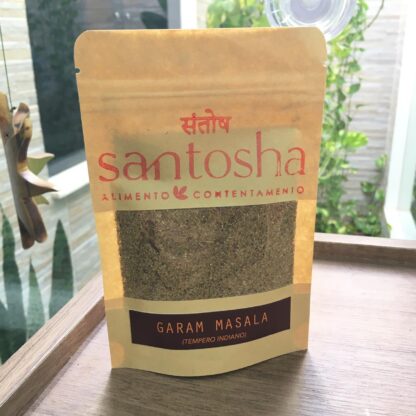 संतोष
santosha
ALIMENTO CONTENTAMENTO
GARAM MASALA
(TEMPERO INDIANO)